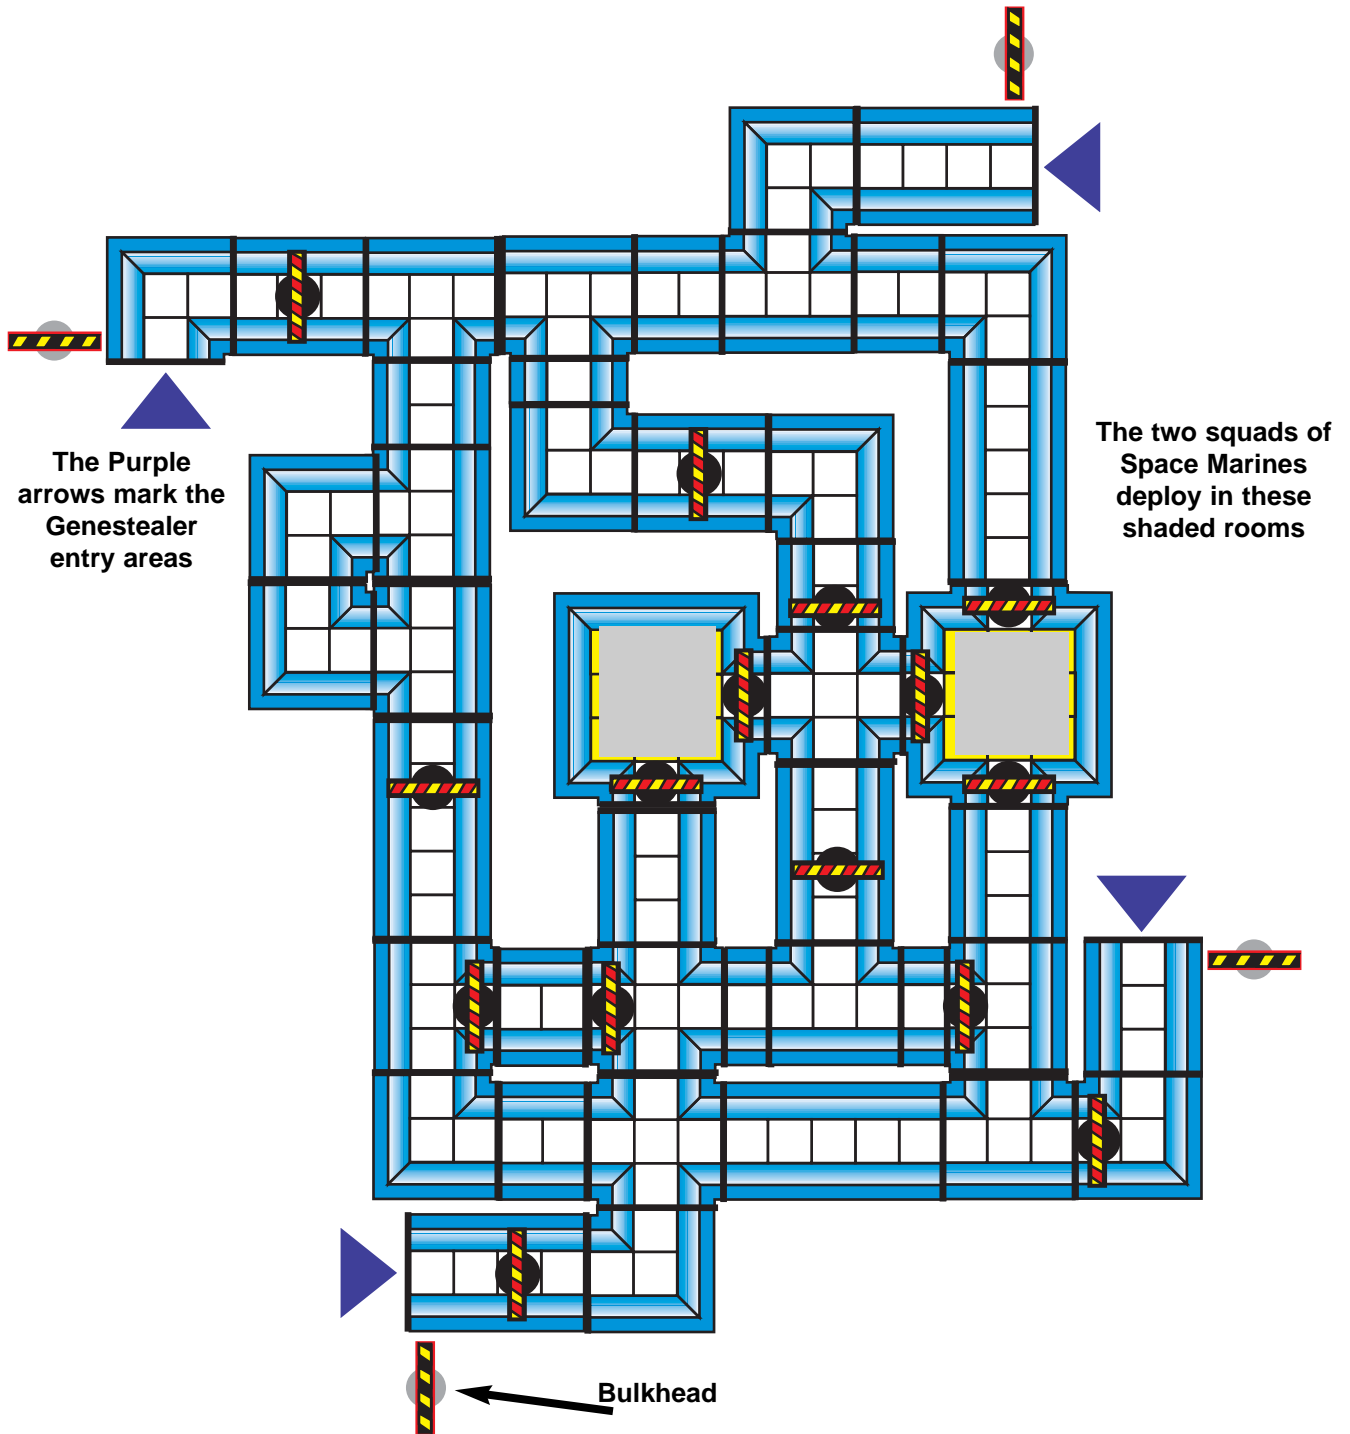 The Purple
arrows mark the
Genestealer
entry areas
The two squads of
Space Marines
deploy in these
shaded rooms
Bulkhead